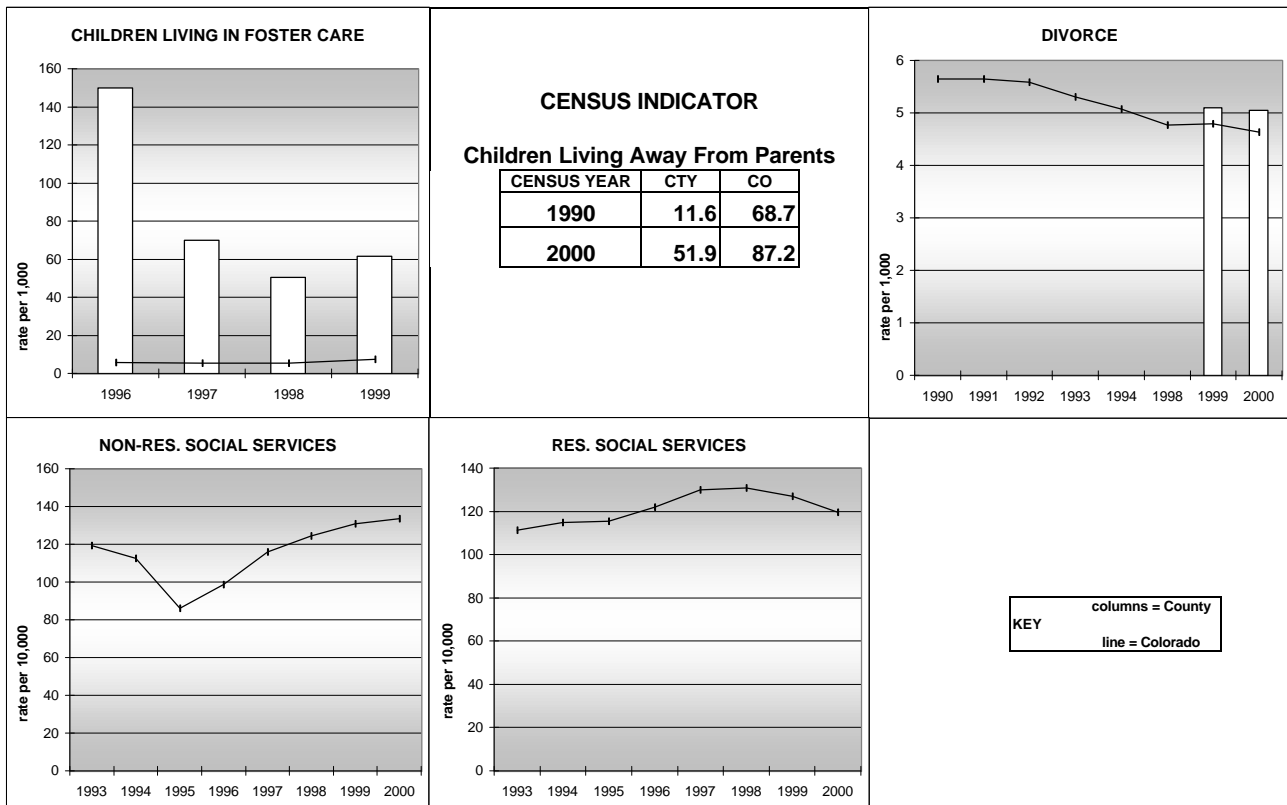 CHILDREN LIVING IN FOSTER CARE
rate per 1,000
160
140
120
100
80
60
40
20
0
1996 1997 1998 1999
CENSUS INDICATOR
Children Living Away From Parents
CENSUS YEAR CTY CO
1990 11.6 68.7
2000 51.9 87.2
DIVORCE
rate per 1,000
6
5
4
3
2
1
0
1990 1991 1992 1993 1994 1998 1999 2000
NON-RES. SOCIAL SERVICES
rate per 10,000
160
140
120
100
80
60
40
20
0
1993 1994 1995 1996 1997 1998 1999 2000
RES. SOCIAL SERVICES
rate per 10,000
140
120
100
80
60
40
20
0
1993 1994 1995 1996 1997 1998 1999 2000
columns = County
KEY
line = Colorado